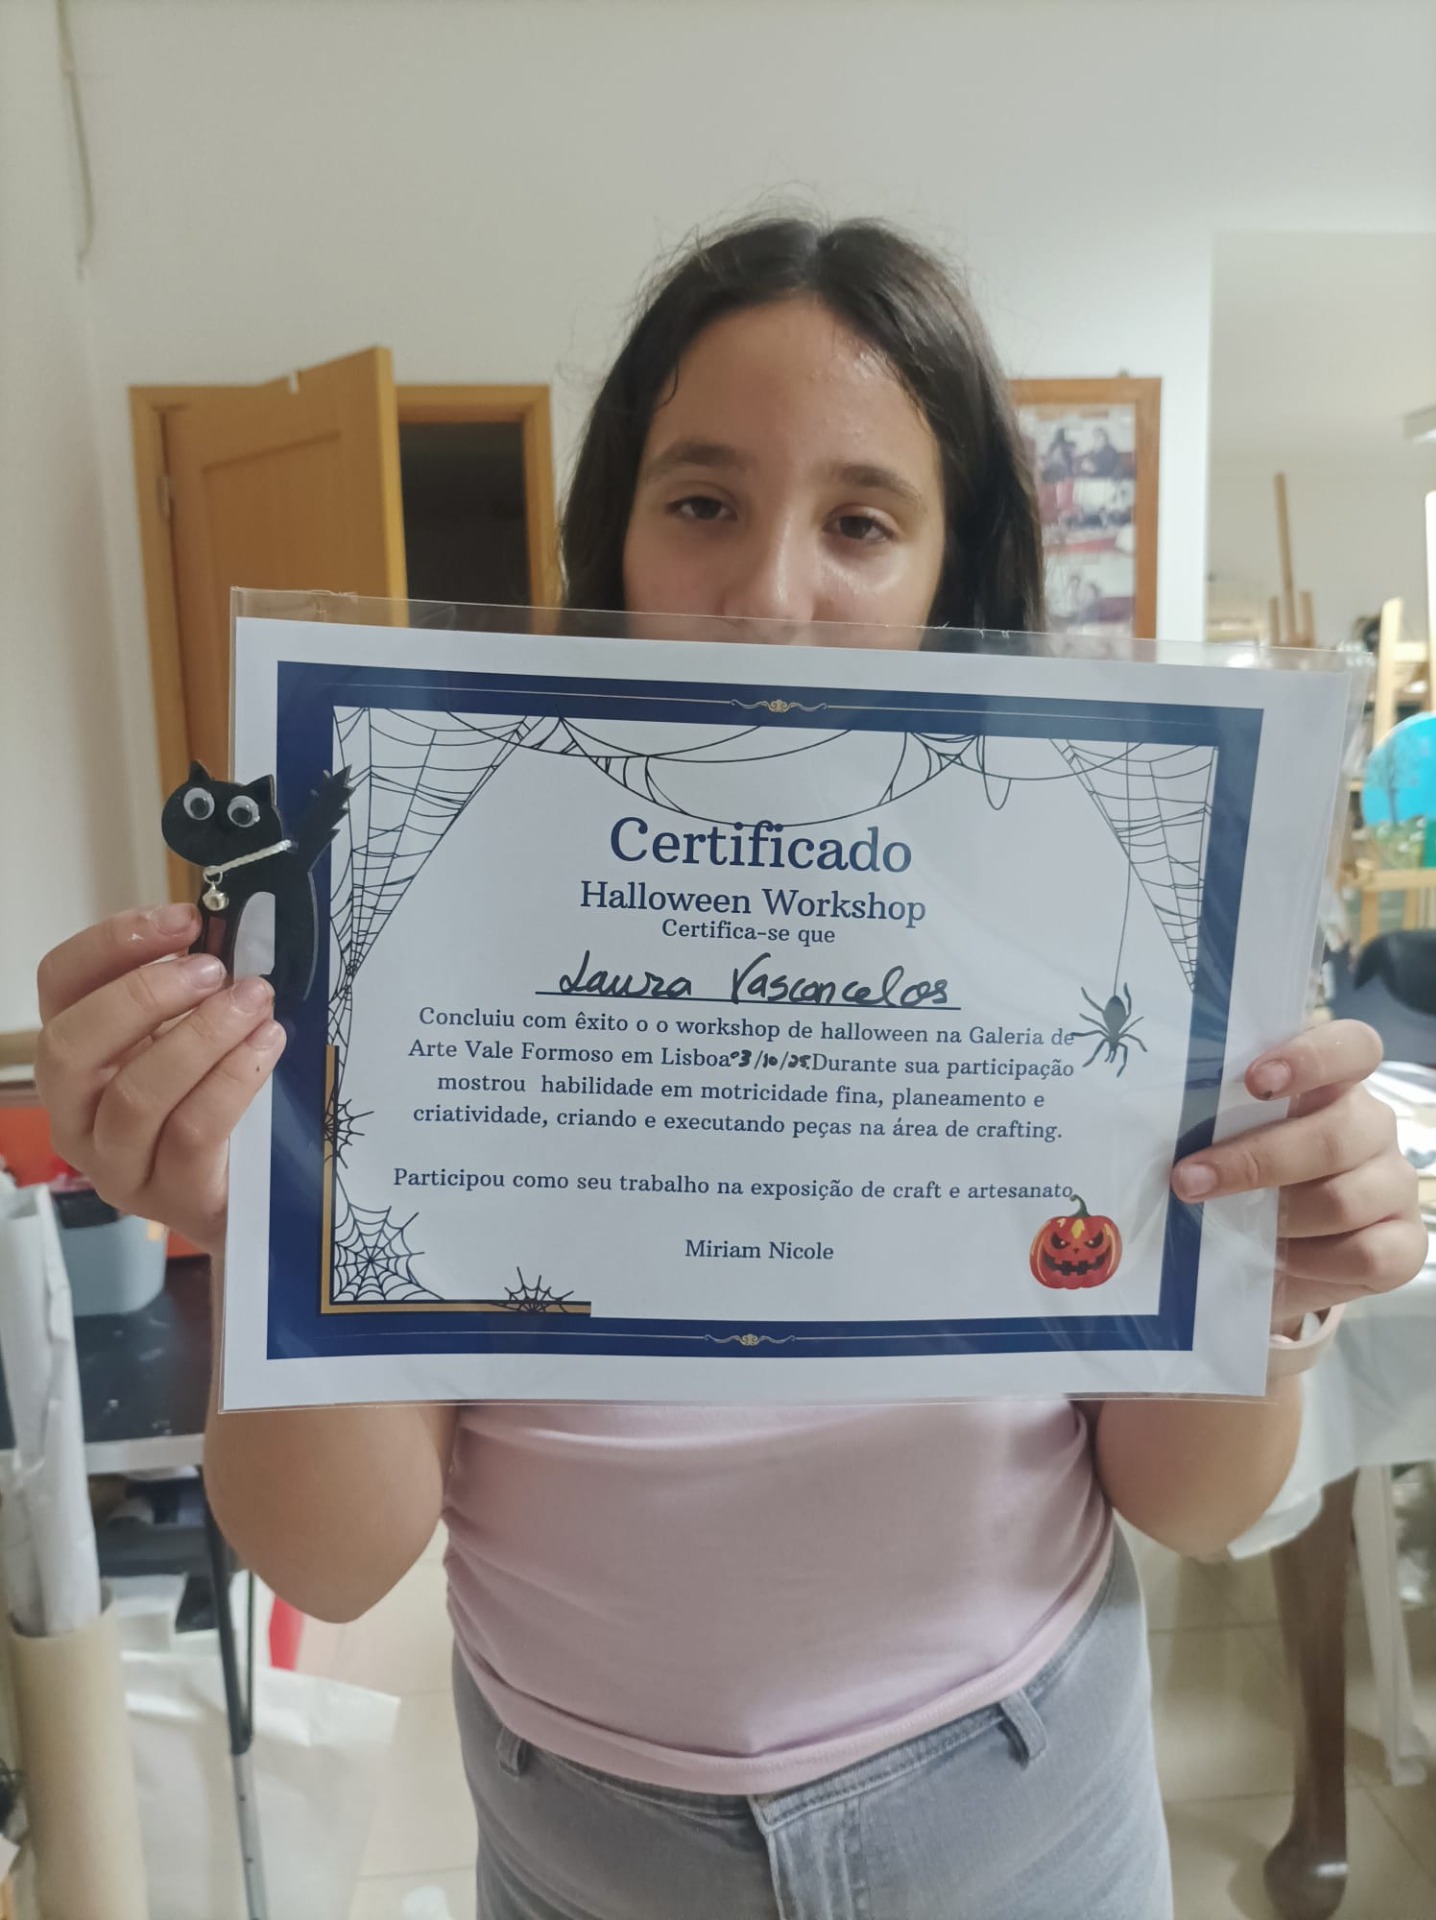 Certificado
Halloween Workshop
Certifica-se que
Laura Vasconcelos
Concluiu com êxito o o workshop de halloween na Galeria de
Arte Vale Formoso em Lisboa 03/10/25.Durante sua participação
mostrou habilidade em motricidade fina, planeamento e
criatividade, criando e executando peças na área de crafting.
Participou como seu trabalho na exposição de craft e artesanato.
Miriam Nicole